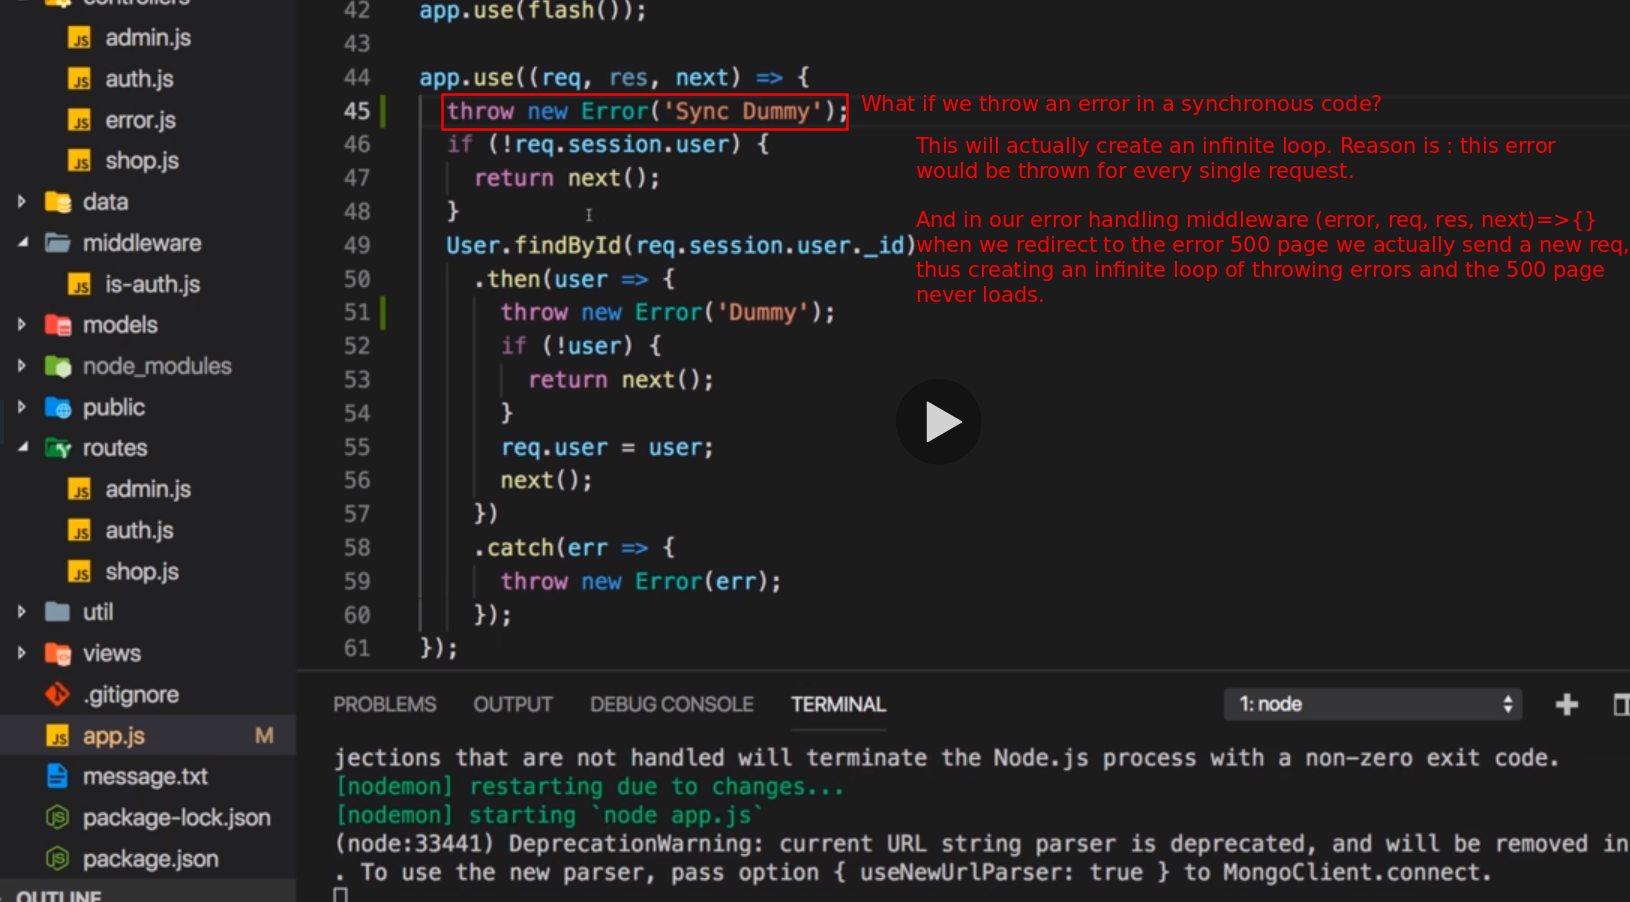 controllers
admin.js
auth.js
error.js
shop.js
data
middleware
is-auth.js
models
node_modules
public
routes
admin.js
auth.js
shop.js
util
views
.gitignore
app.js M
message.txt
package-lock.json
package.json
OUTLINE
42 app.use(flash());
43
44 app.use((req, res, next) => {
45 throw new Error('Sync Dummy');
46 if (!req.session.user) {
47 return next();
48 }
49 User.findById(req.session.user._id)
50 .then(user => {
51 throw new Error('Dummy');
52 if (!user) {
53 return next();
54 }
55 req.user = user;
56 next();
57 })
58 .catch(err => {
59 throw new Error(err);
60 });
61 });
What if we throw an error in a synchronous code?
This will actually create an infinite loop. Reason is : this error
would be thrown for every single request.
And in our error handling middleware (error, req, res, next)=>{}
when we redirect to the error 500 page we actually send a new req,
thus creating an infinite loop of throwing errors and the 500 page
never loads.
PROBLEMS OUTPUT DEBUG CONSOLE TERMINAL 1: node
jections that are not handled will terminate the Node.js process with a non-zero exit code.
[nodemon] restarting due to changes...
[nodemon] starting `node app.js`
(node:33441) DeprecationWarning: current URL string parser is deprecated, and will be removed in
. To use the new parser, pass option { useNewUrlParser: true } to MongoClient.connect.